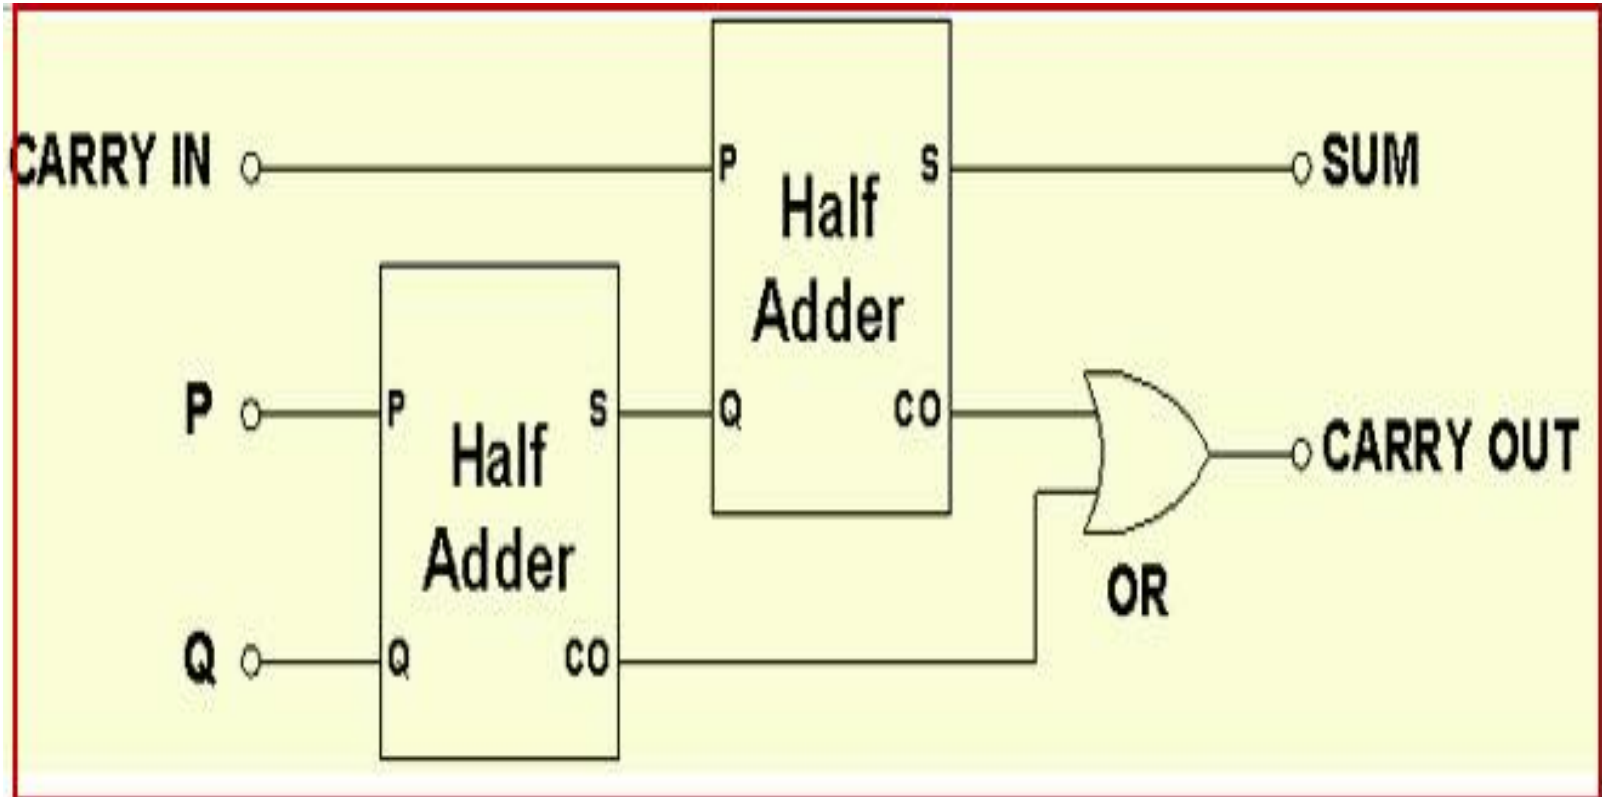 CARRY IN
P
S
SUM
Half
Adder
Q
CO
P
P
S
Half
Adder
Q
Q
CO
CARRY OUT
OR